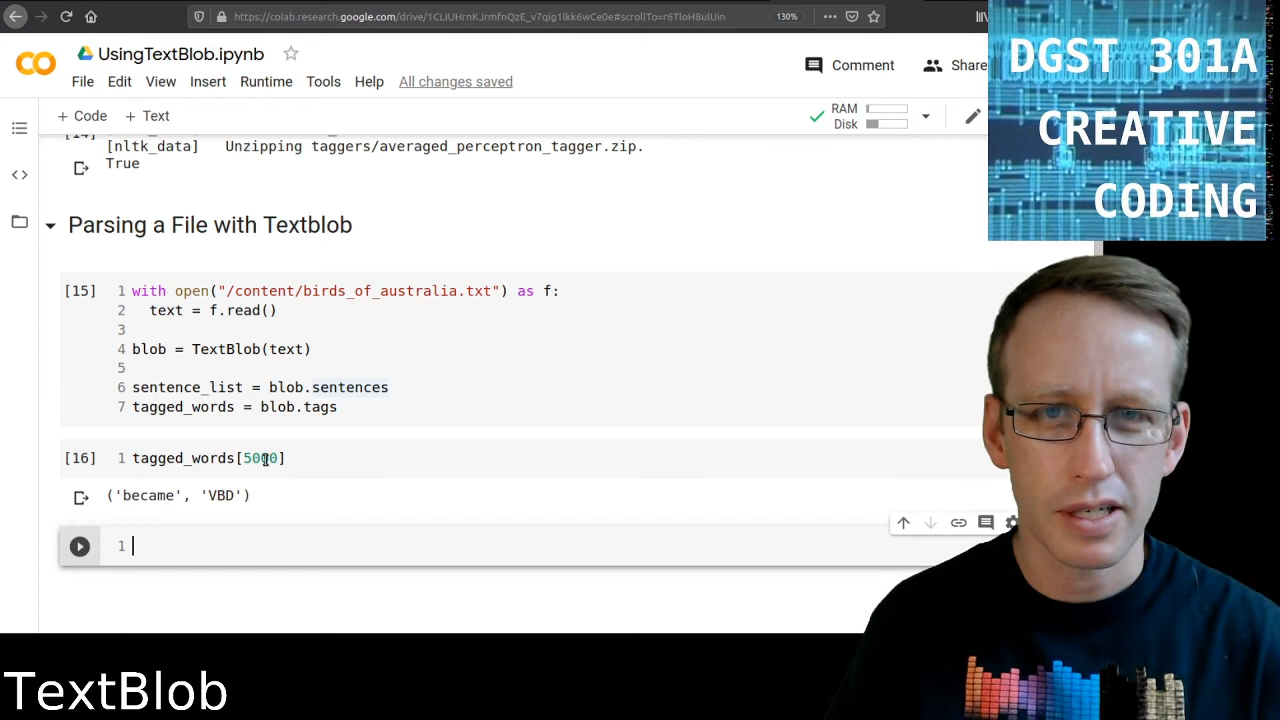 https://colab.research.google.com/drive/1CLIUHrnKJrmfnQzE_v7qig1lkk6wCe0e#scrollTo=r6TloH8ulUin
130%
UsingTextBlob.ipynb
File Edit View Insert Runtime Tools Help All changes saved
Comment
Share
+ Code + Text
RAM
Disk
[nltk_data]   Unzipping taggers/averaged_perceptron_tagger.zip.
True
Parsing a File with Textblob
[15] 1 with open("/content/birds_of_australia.txt") as f:
2   text = f.read()
3
4 blob = TextBlob(text)
5
6 sentence_list = blob.sentences
7 tagged_words = blob.tags
[16] 1 tagged_words[5000]
('became', 'VBD')
1
DGST 301A
CREATIVE
CODING
TextBlob